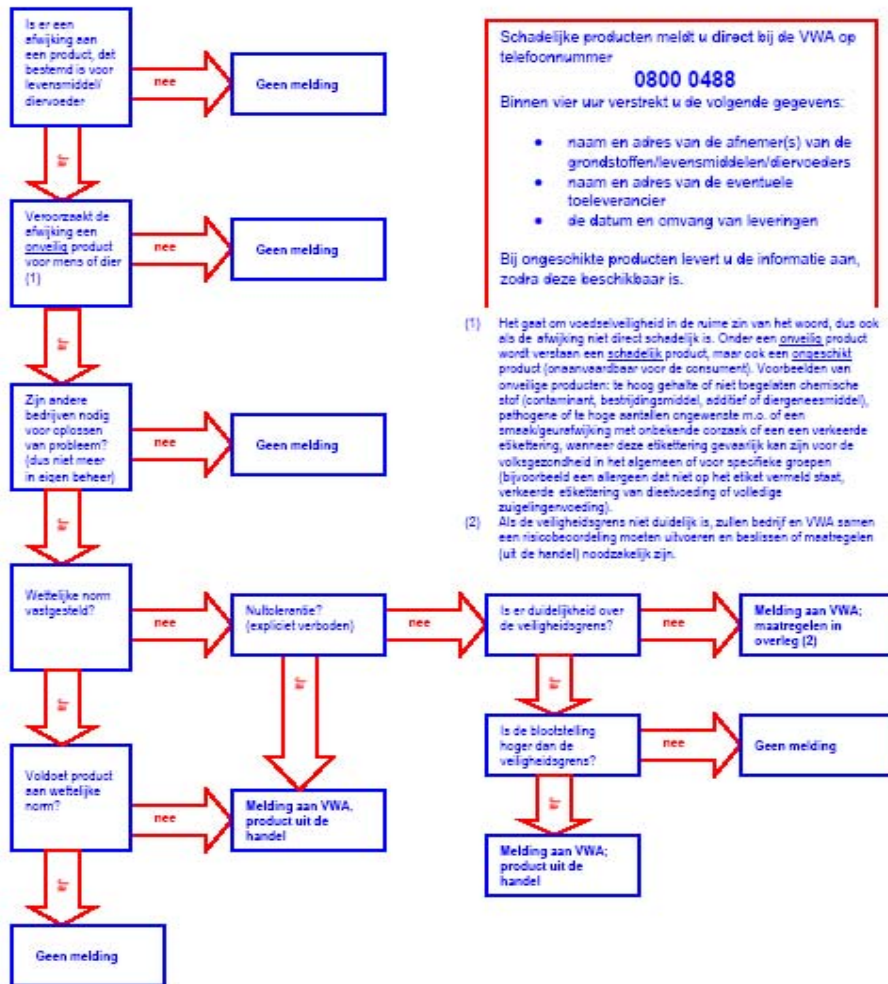 Is er een
afwijking aan
een product, dat
bestemd is voor
levensmiddel/
diervoeder
nee
Geen melding
Ja
Veroorzaakt de
afwijking een
onveilig product
voor mens of dier
(1)
nee
Geen melding
Ja
Zijn andere
bedrijven nodig
voor oplossen
van probleem?
(dus niet meer
in eigen beheer)
nee
Geen melding
Ja
Wettelijke norm
vastgesteld?
nee
Nultolerantie?
(expliciet verboden)
nee
Is er duidelijkheid over
de veiligheidsgrens?
nee
Melding aan VWA;
maatregelen in
overleg (2)
Ja
Ja
Ja
Is de blootstelling
hoger dan de
veiligheidsgrens?
nee
Geen melding
Voldoet product
aan wettelijke
norm?
nee
Melding aan VWA,
product uit de
handel
Ja
Melding aan VWA;
product uit de
handel
Ja
Geen melding
Schadelijke producten meldt u direct bij de VWA op
telefoonnummer
0800 0488
Binnen vier uur verstrekt u de volgende gegevens:
• naam en adres van de afnemer(s) van de
grondstoffen/levensmiddelen/diervoeders
• naam en adres van de eventuele
toeleverancier
• de datum en omvang van leveringen
Bij ongeschikte producten levert u de informatie aan,
zodra deze beschikbaar is.
(1) Het gaat om voedselveiligheid in de ruime zin van het woord, dus ook
als de afwijking niet direct schadelijk is. Onder een onveilig product
wordt verstaan een schadelijk product, maar ook een ongeschikt
product (onaanvaardbaar voor de consument). Voorbeelden van
onveilige producten: te hoog gehalte of niet toegelaten chemische
stof (contaminant, bestrijdingsmiddel, additief of diergeneesmiddel),
pathogene of te hoge aantallen ongewenste m.o. of een
smaak/geurafwijking met onbekende oorzaak of een een verkeerde
etikettering, wanneer deze etikettering gevaarlijk kan zijn voor de
volksgezondheid in het algemeen of voor specifieke groepen
(bijvoorbeeld een allergeen dat niet op het etiket vermeld staat,
verkeerde etikettering van dieetvoeding of volledige
zuigelingenvoeding).
(2) Als de veiligheidsgrens niet duidelijk is, zullen bedrijf en VWA samen
een risicobeoordeling moeten uitvoeren en beslissen of maatregelen
(uit de handel) noodzakelijk zijn.